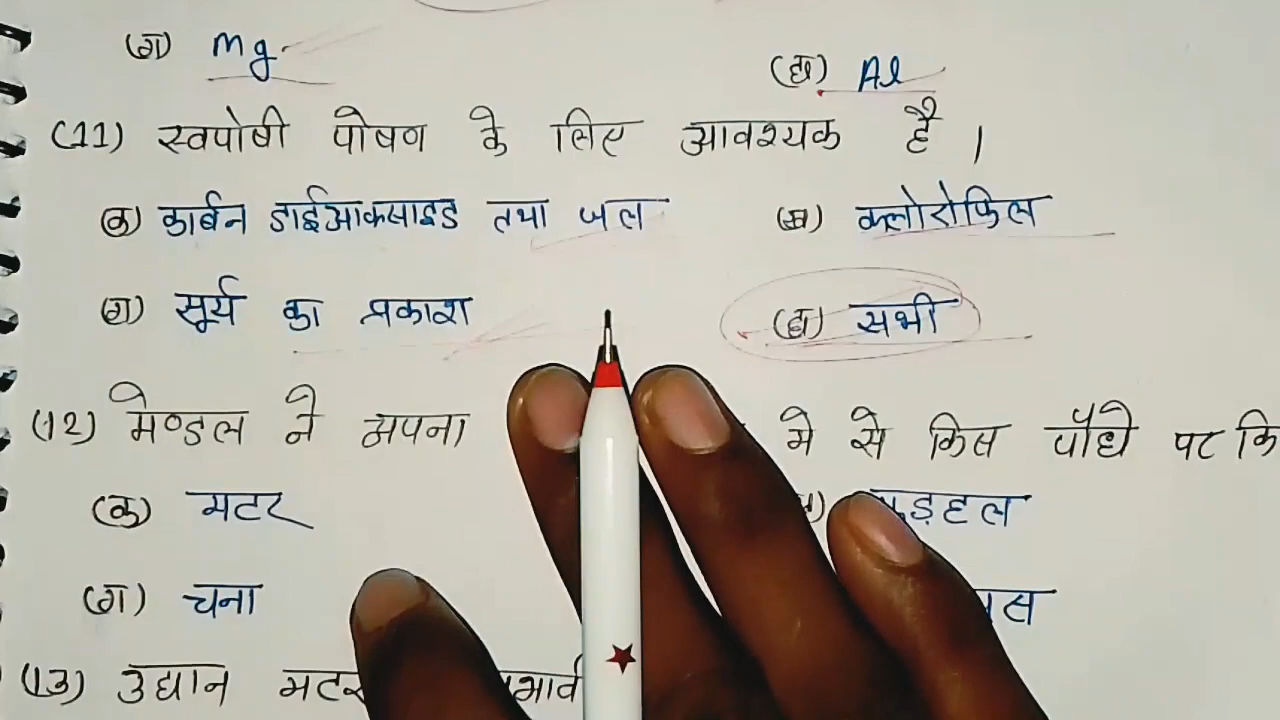 (ग) Mg
(घ) Al
(11) स्वपोषी पोषण के लिए आवश्यक है ।
(क) कार्बन डाईआक्साइड तथा जल (ख) क्लोरोफिल
(ग) सूर्य का प्रकाश (घ) सभी
(12) मेण्डल ने अपना मे से किस पौधे पर कि
(क) मटर
(ग) चना
(13) उद्यान मटर